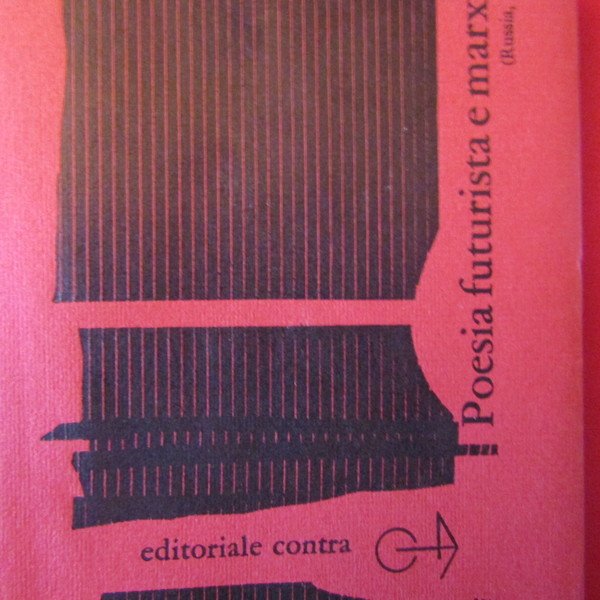 Poesia futurista e marx
(Russia,
editoriale contra